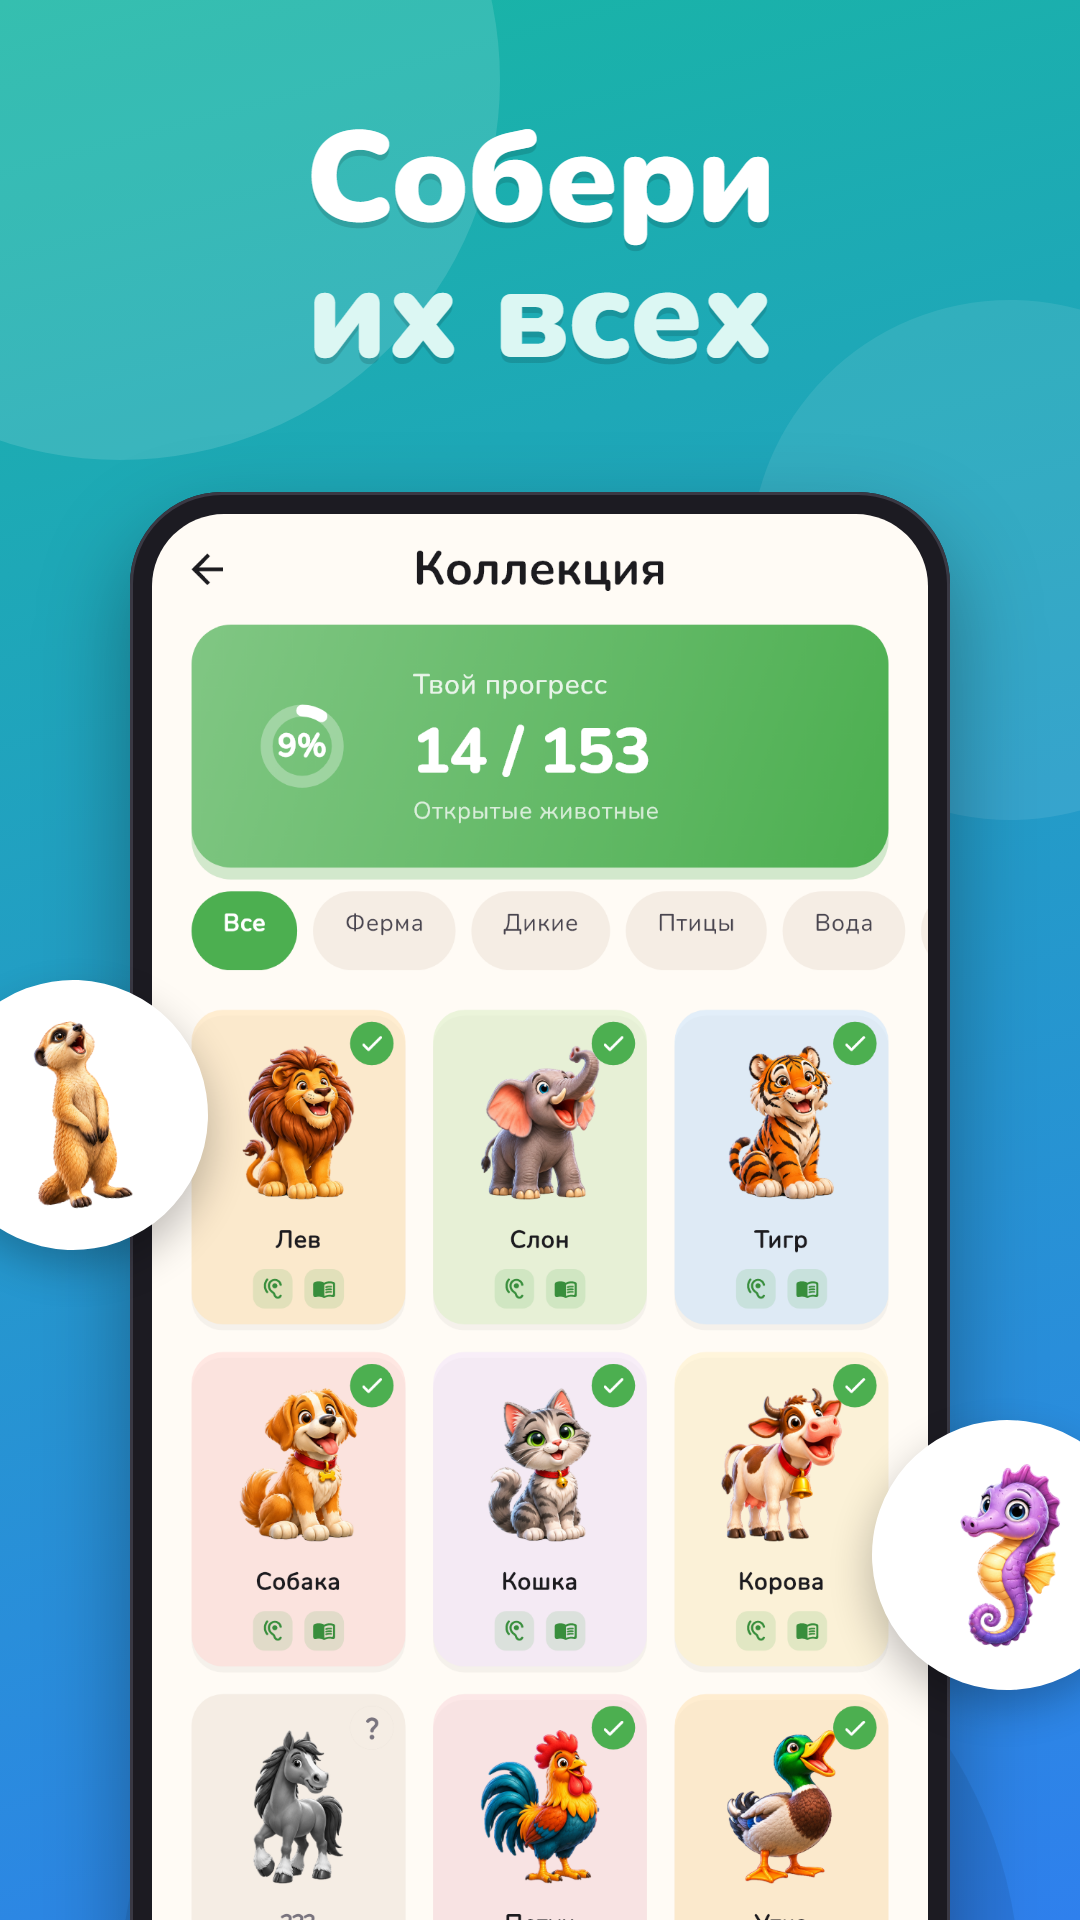 Собери
их всех
Коллекция
Твой прогресс
9%
14 / 153
Открытые животные
Все Ферма Дикие Птицы Вода
Лев Слон Тигр
Собака Кошка Корова
?